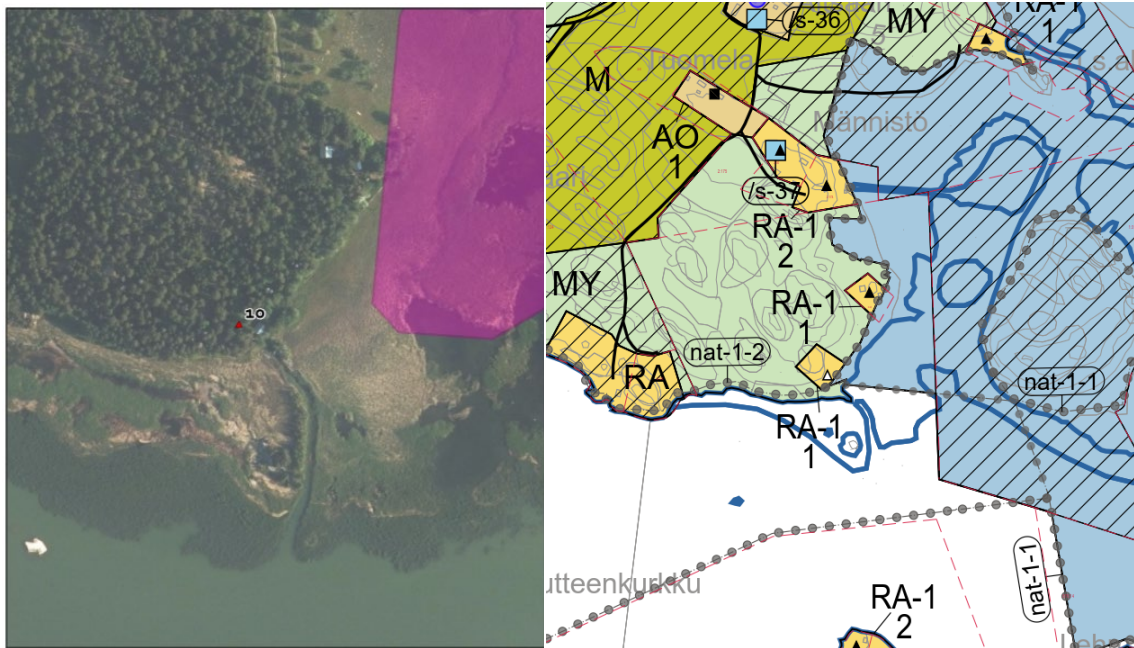 10
/s-36
MY
RA-1
1
Tuomela
M
AO
1
Männistö
/s-37
RA-1
2
MY
RA-1
1
nat-1-2
RA
nat-1-1
RA-1
1
nat-1-1
utteenkurkku
RA-1
2